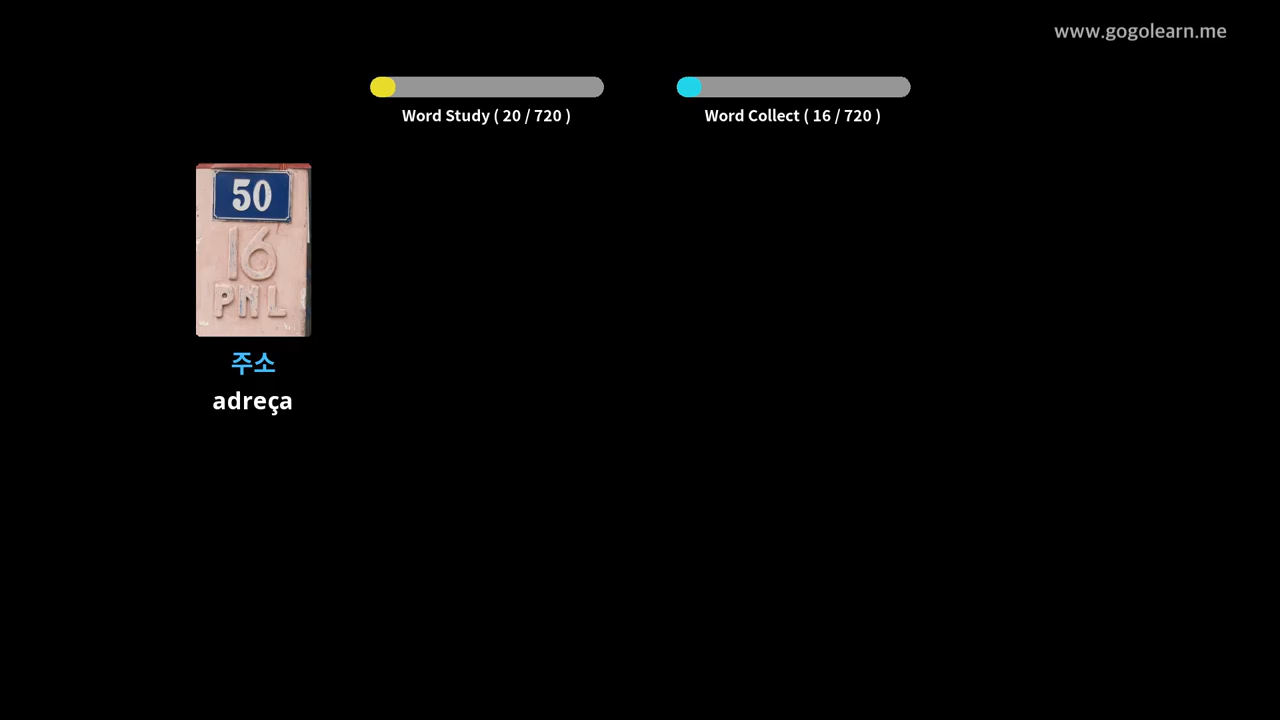 www.gogolearn.me
Word Study ( 20 / 720 )
Word Collect ( 16 / 720 )
50
16
PNL
주소
adreça